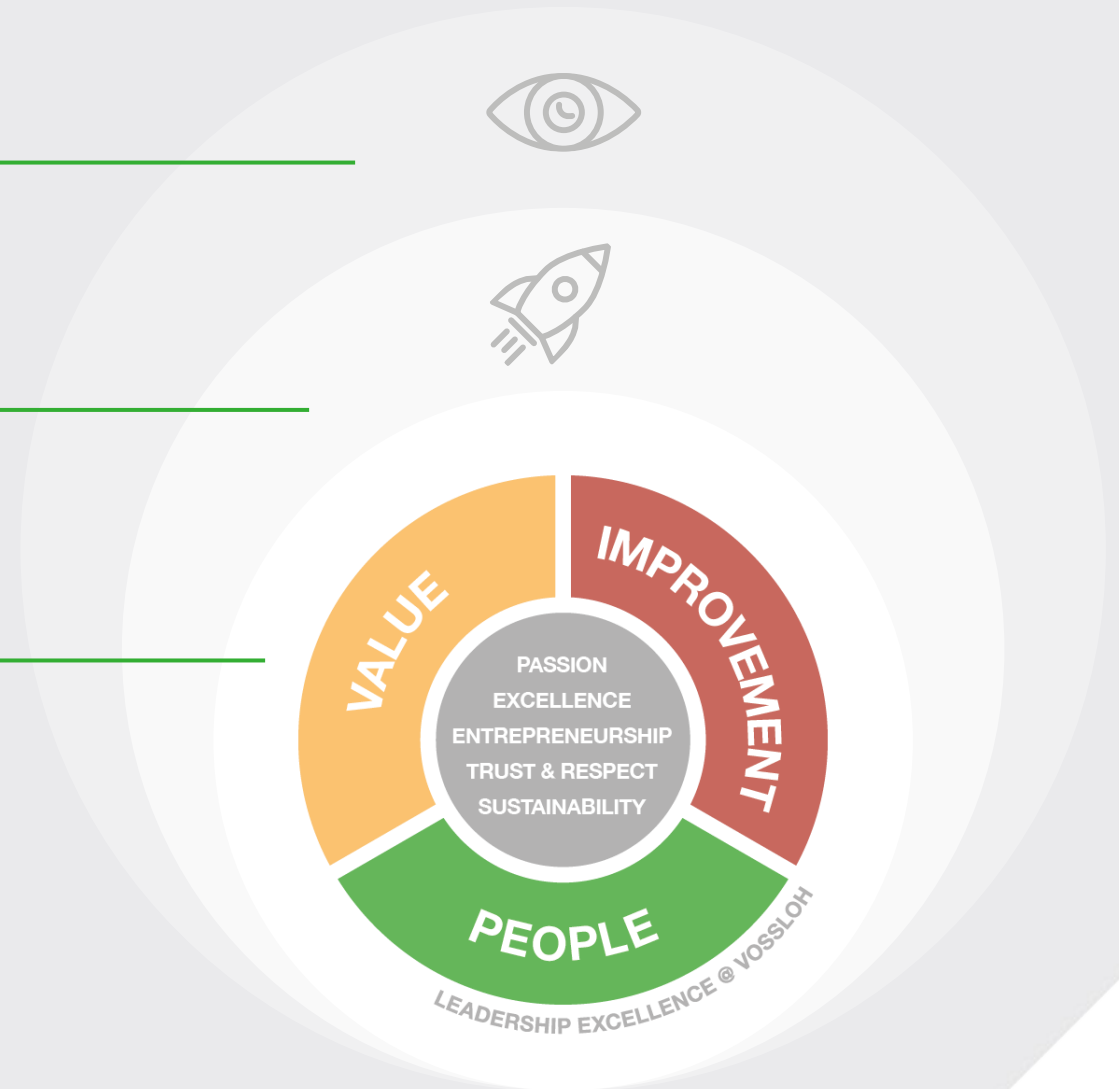 VALUE
IMPROVEMENT
PASSION
EXCELLENCE
ENTREPRENEURSHIP
TRUST & RESPECT
SUSTAINABILITY
PEOPLE
LEADERSHIP EXCELLENCE @ VOSSLOH